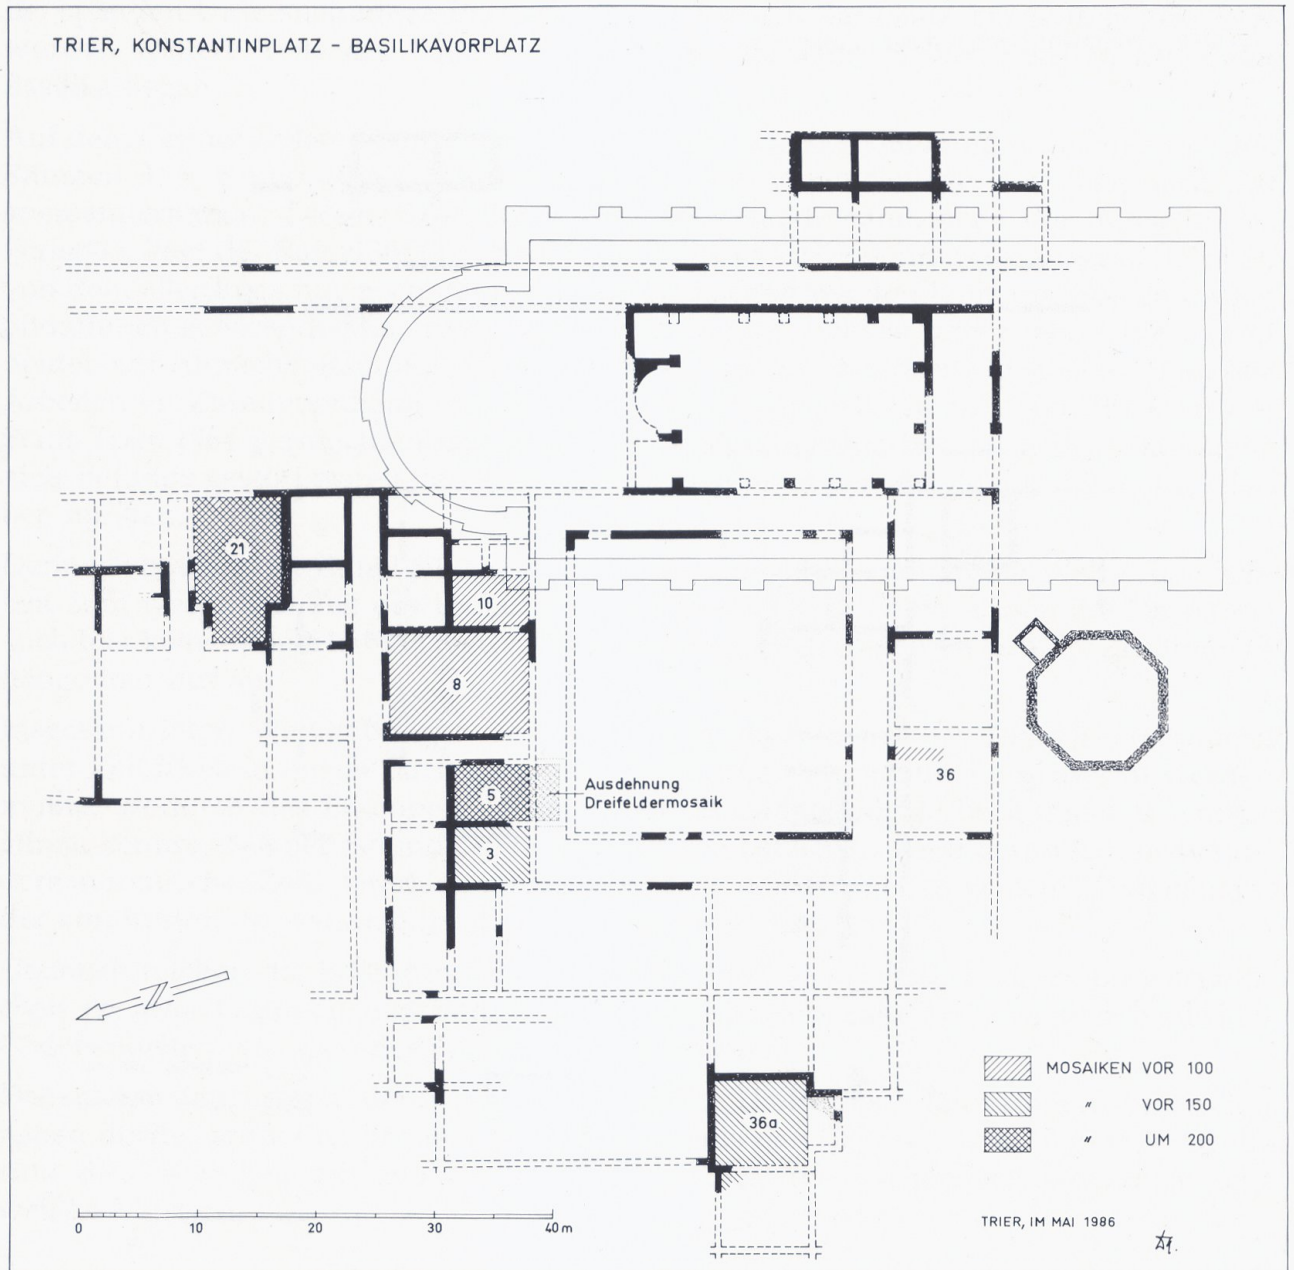 TRIER, KONSTANTINPLATZ - BASILIKAVORPLATZ
21
10
8
Ausdehnung
Dreifeldermosaik
5
36
3
N
MOSAIKEN VOR 100
" VOR 150
36a
" UM 200
0 10 20 30 40 m
TRIER, IM MAI 1986